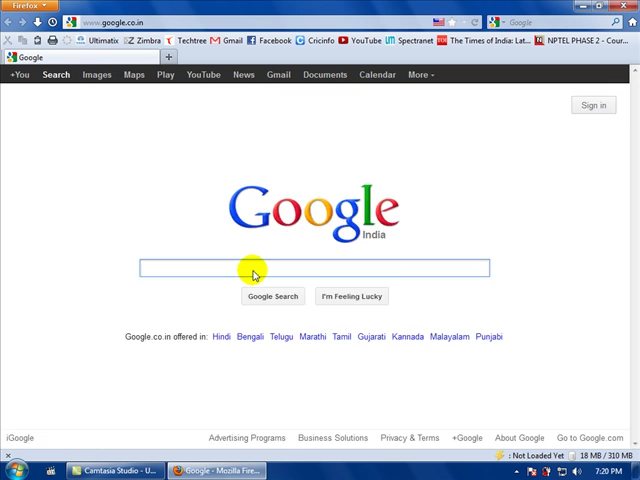 Firefox
www.google.co.in
Google
Ultimatix Zimbra Techtree Gmail Facebook Cricinfo YouTube Spectranet The Times of India: Lat... NPTEL PHASE 2 - Cour...
Google
+You Search Images Maps Play YouTube News Gmail Documents Calendar More
Sign in
Google
India
Google Search I'm Feeling Lucky
Google.co.in offered in: Hindi Bengali Telugu Marathi Tamil Gujarati Kannada Malayalam Punjabi
iGoogle Advertising Programs Business Solutions Privacy & Terms +Google About Google Go to Google.com
: Not Loaded Yet 18 MB / 310 MB
Camtasia Studio - U... Google - Mozilla Fire... 7:20 PM